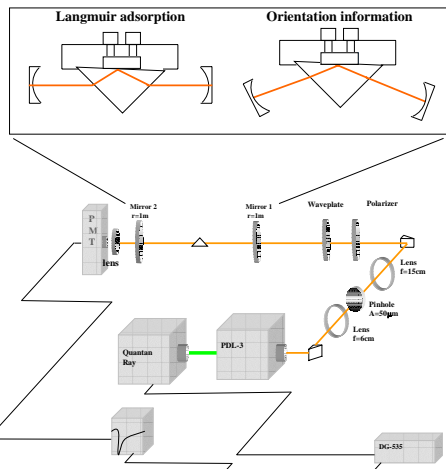 Langmuir adsorption
Orientation information
Mirror 2
r=1m
Mirror 1
r=1m
Waveplate
Polarizer
P
M
T
lens
Lens
f=15cm
Pinhole
A=50µm
Lens
f=6cm
Quantan
Ray
PDL-3
DG-535